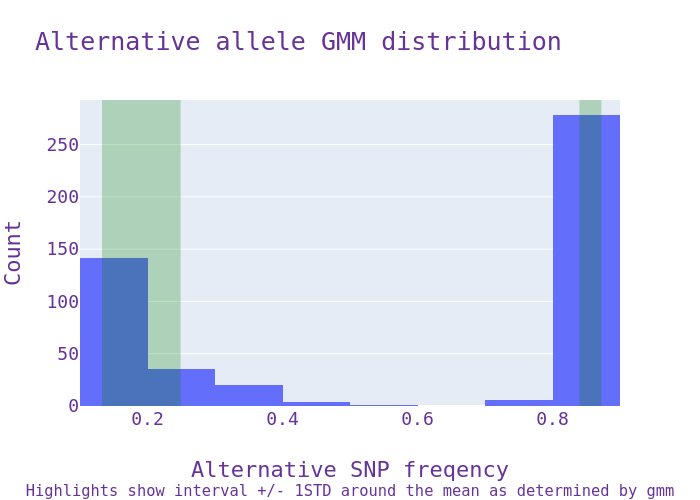 Alternative allele GMM distribution
Count
250
200
150
100
50
0
0.2 0.4 0.6 0.8
Alternative SNP freqency
Highlights show interval +/- 1STD around the mean as determined by gmm